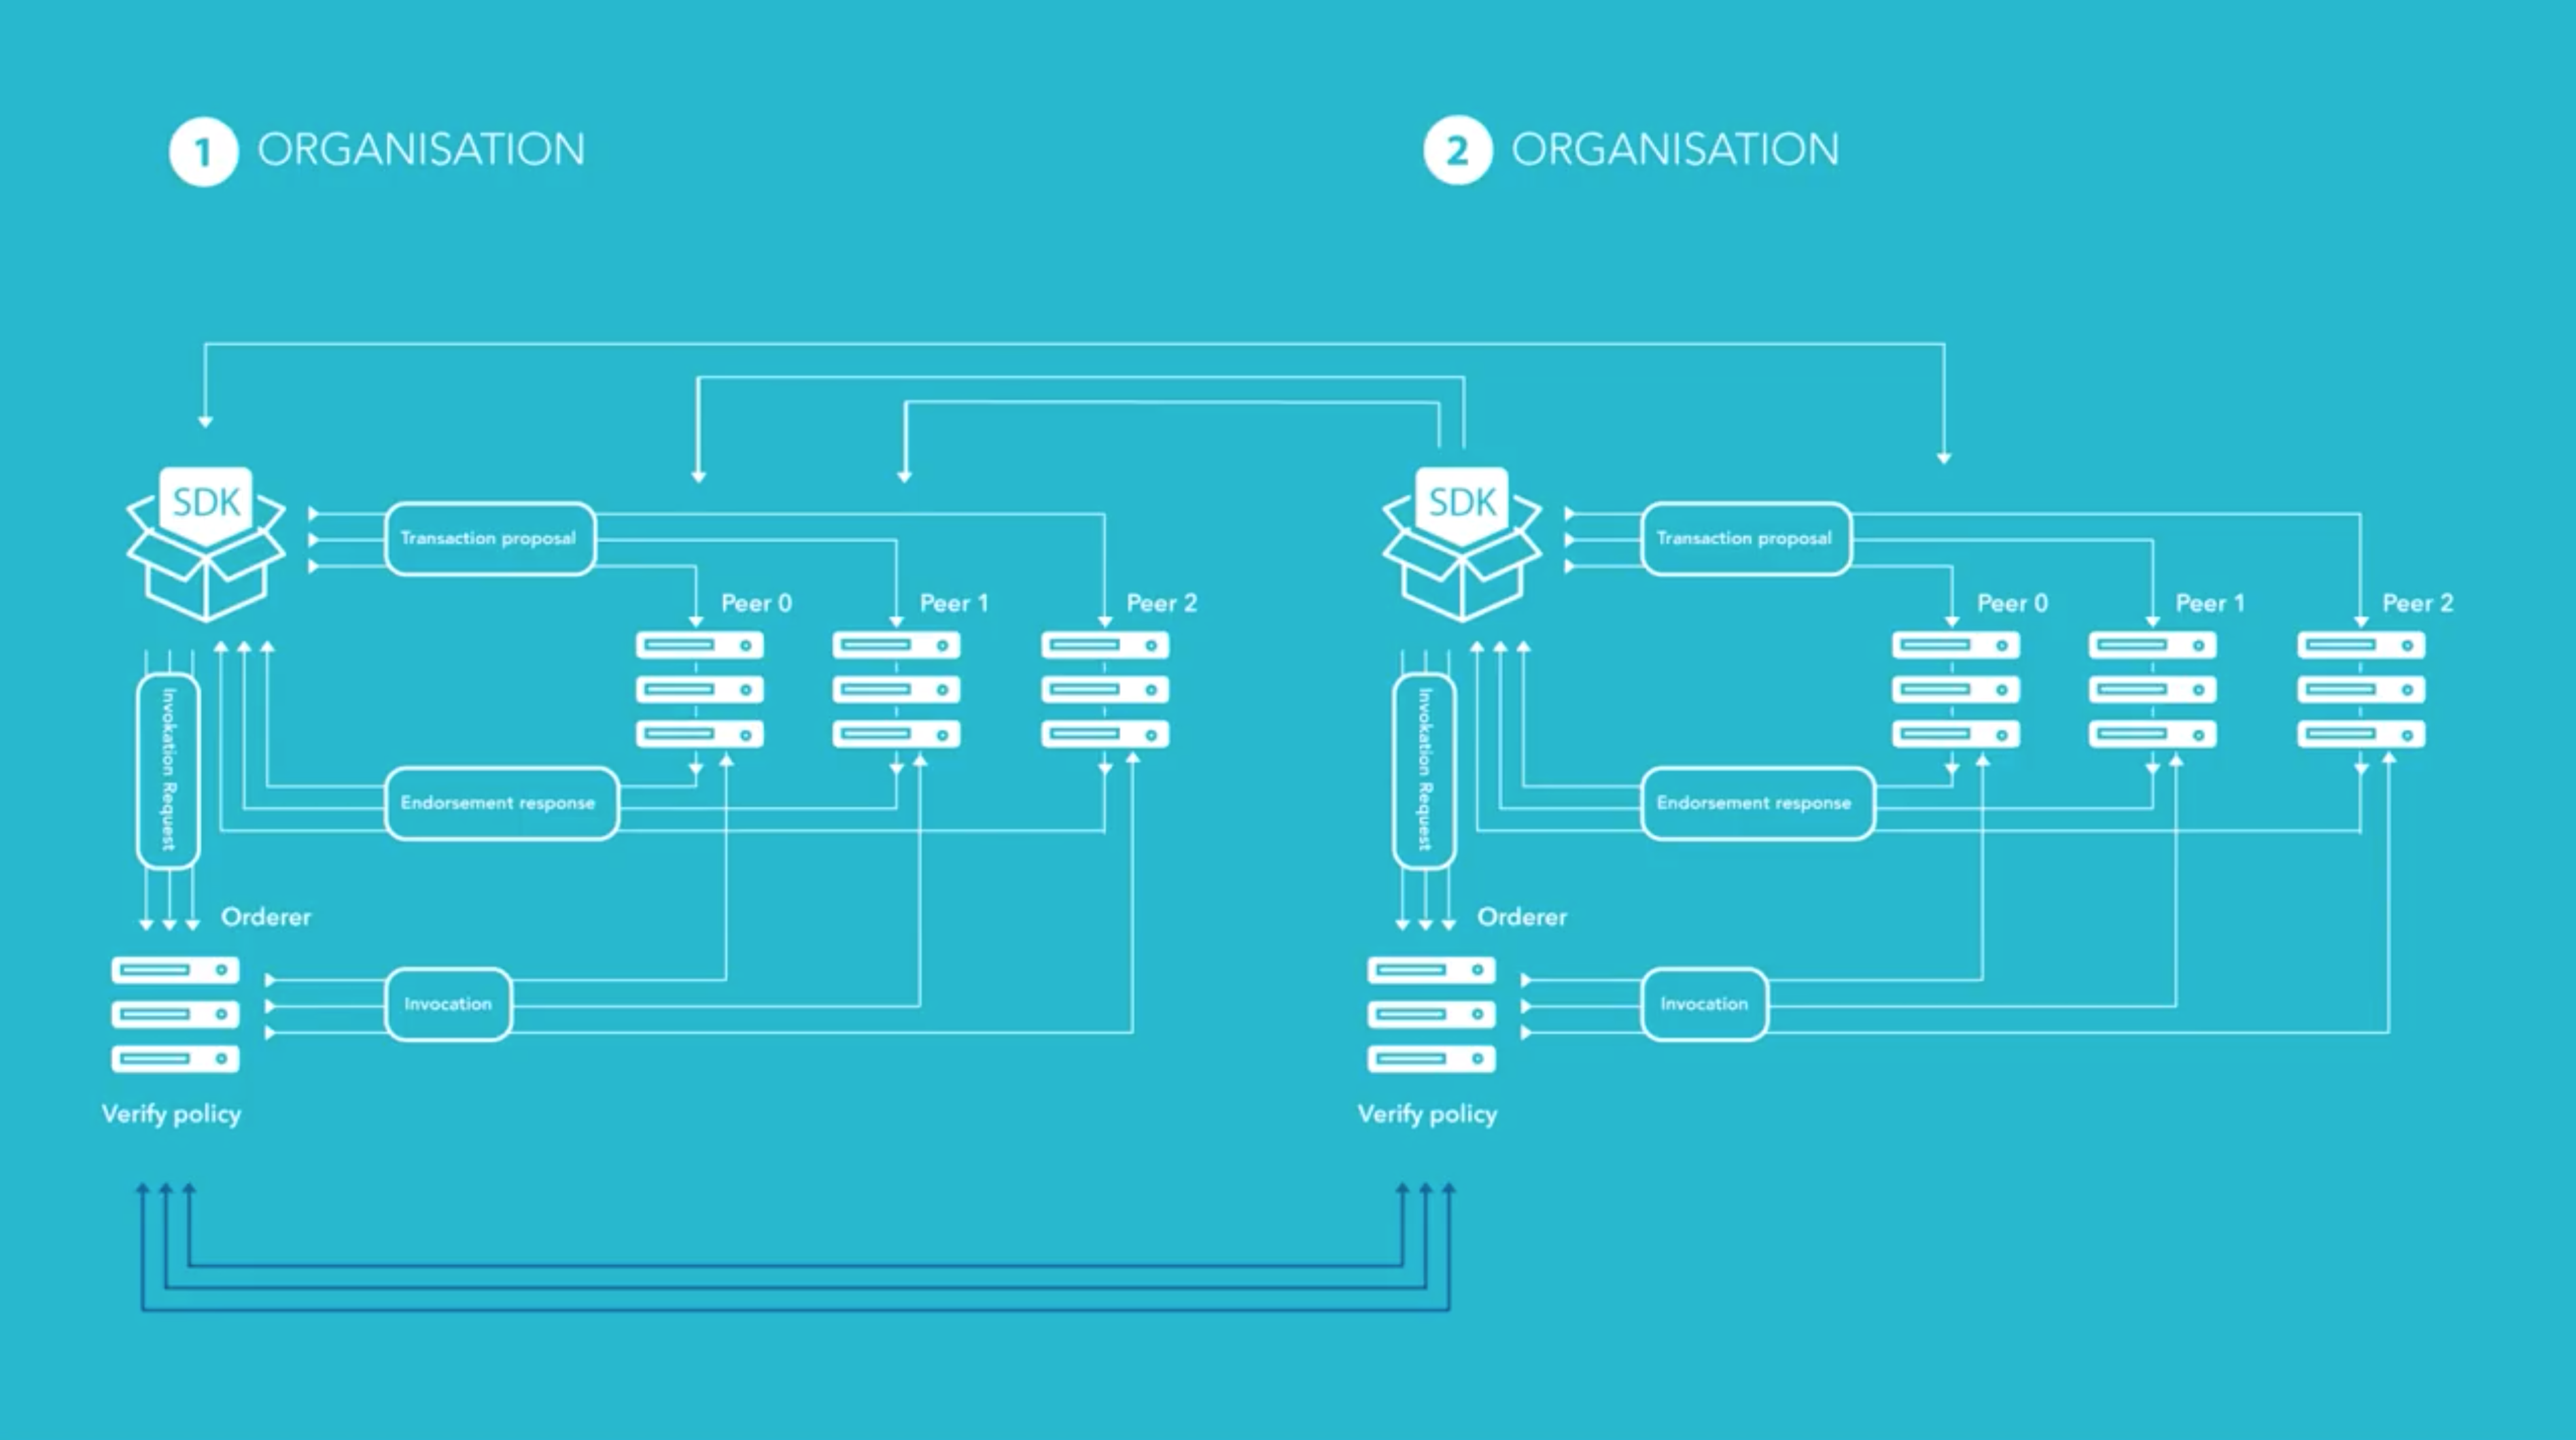 1 ORGANISATION
2 ORGANISATION
SDK
Transaction proposal
Peer 0
Peer 1
Peer 2
Invokation Request
Endorsement response
Orderer
Invocation
Verify policy
SDK
Transaction proposal
Peer 0
Peer 1
Peer 2
Invokation Request
Endorsement response
Orderer
Invocation
Verify policy